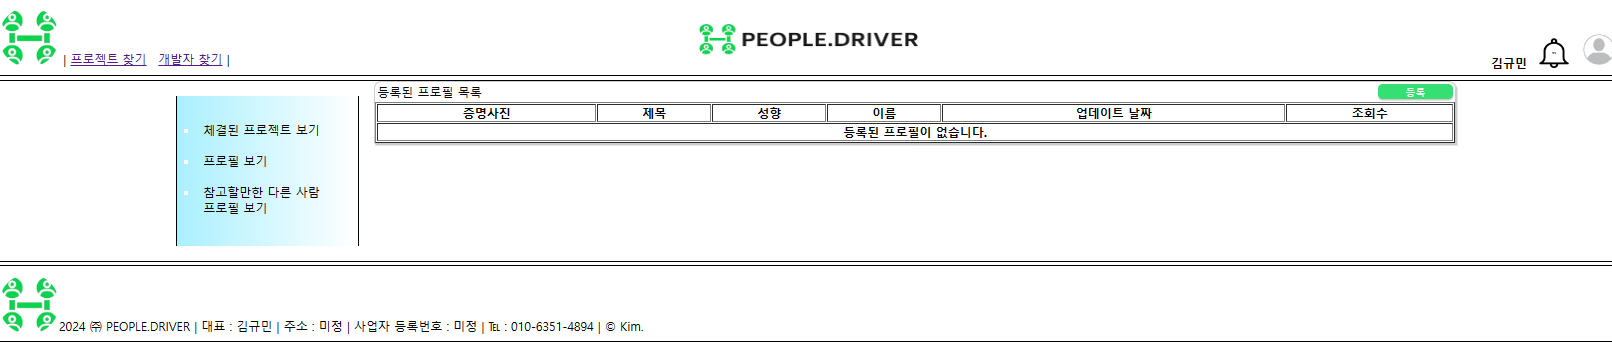 PEOPLE.DRIVER
| 프로젝트 찾기 개발자 찾기 |
김규민
등록된 프로필 목록
등록
증명사진 제목 성향 이름 업데이트 날짜 조회수
등록된 프로필이 없습니다.
체결된 프로젝트 보기
프로필 보기
참고할만한 다른 사람
프로필 보기
2024 ㈜ PEOPLE.DRIVER | 대표 : 김규민 | 주소 : 미정 | 사업자 등록번호 : 미정 | ℡ : 010-6351-4894 | © Kim.